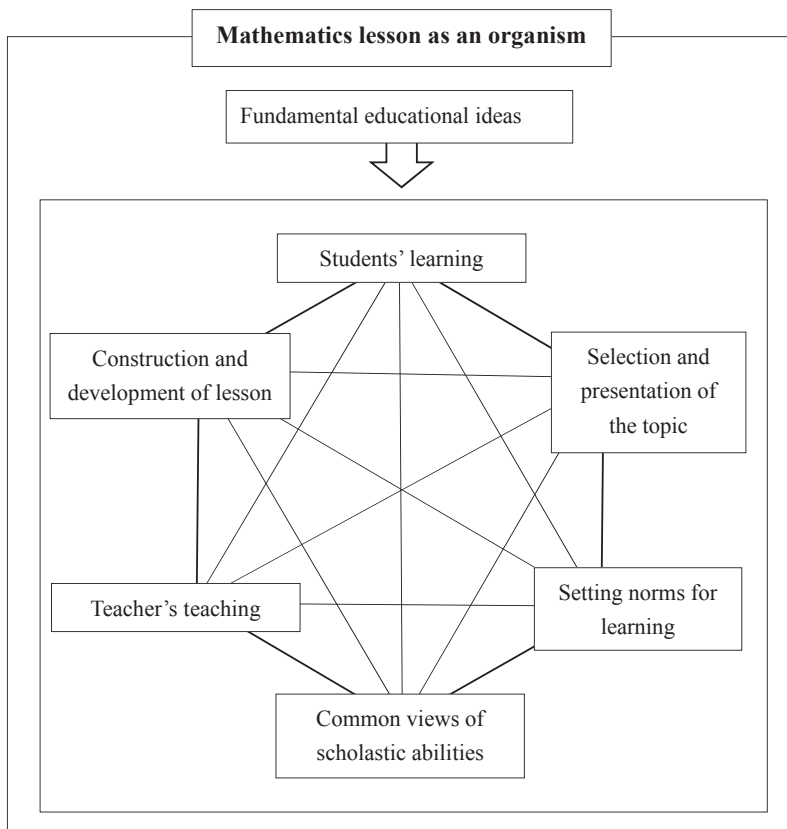 Mathematics lesson as an organism
Fundamental educational ideas
Students’ learning
Construction and
development of lesson
Selection and
presentation of
the topic
Teacher’s teaching
Setting norms for
learning
Common views of
scholastic abilities